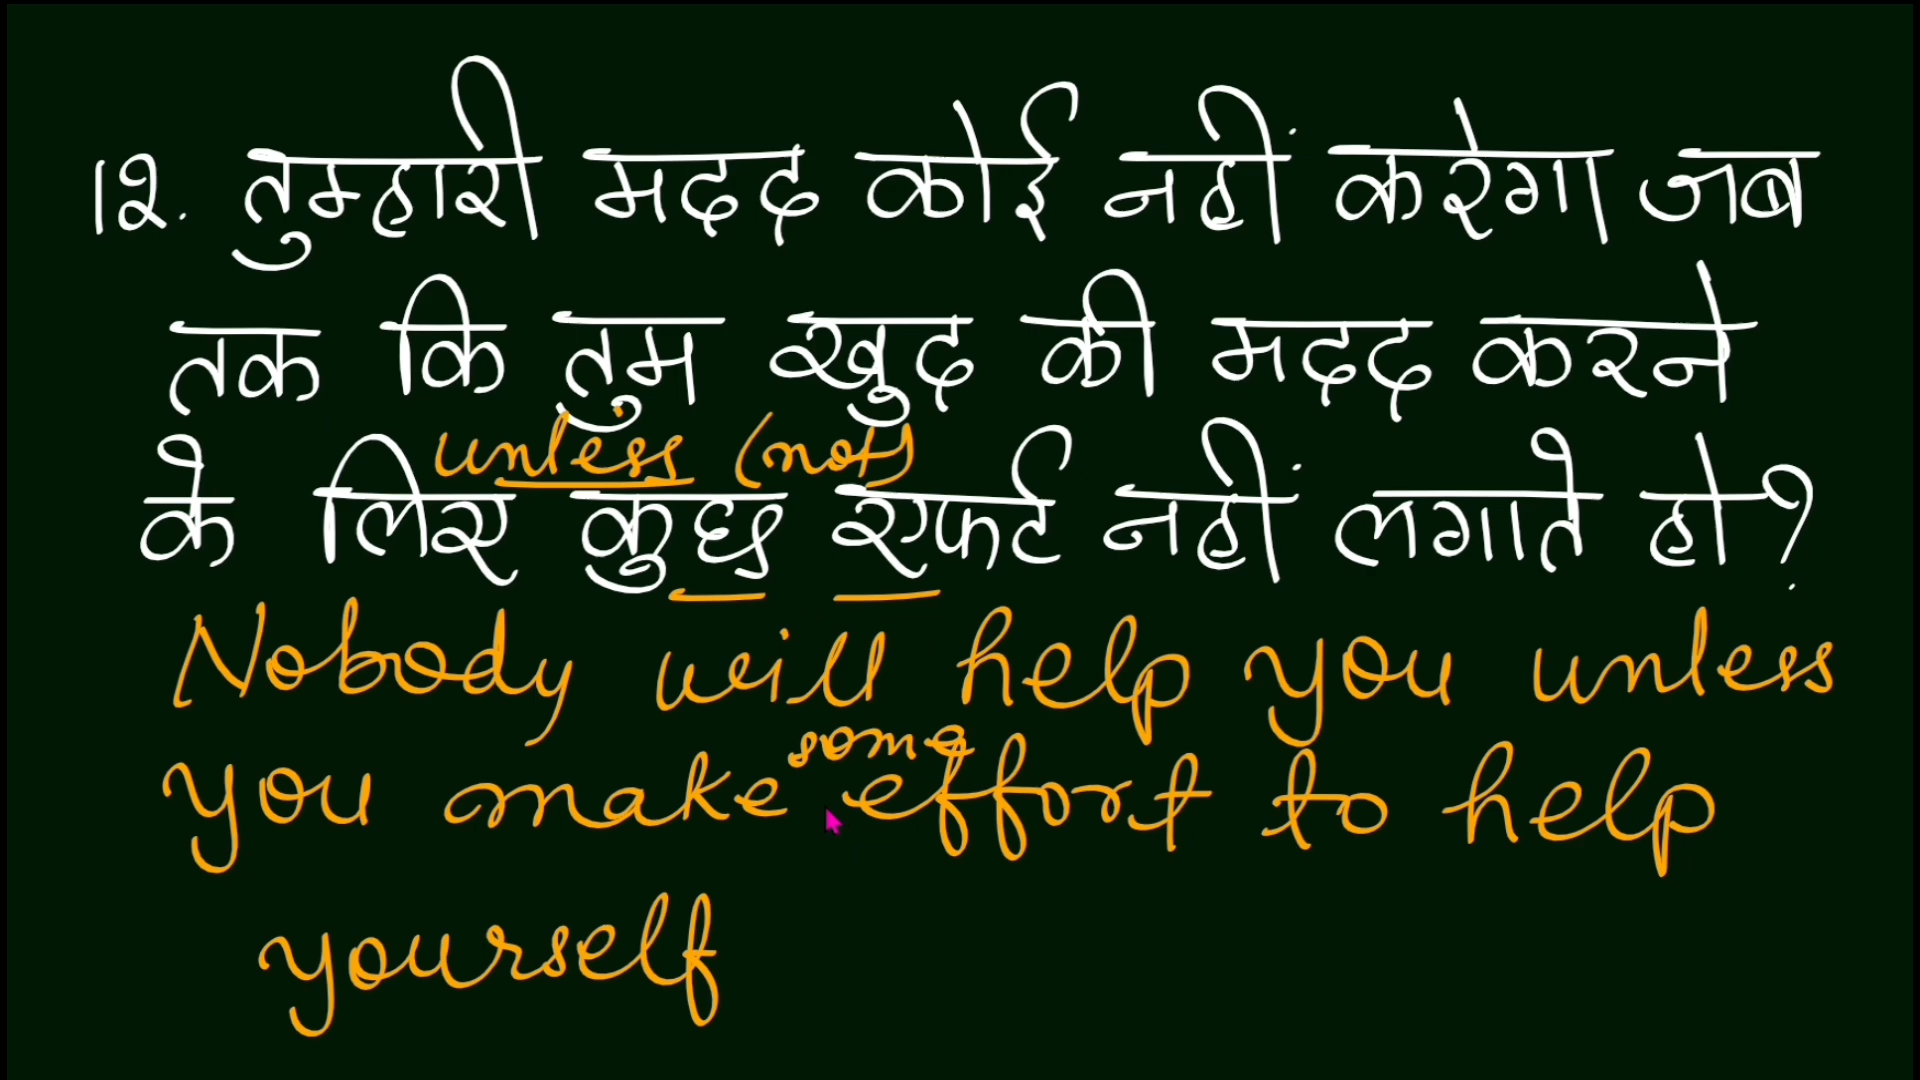 12. तुम्हारी मदद कोई नहीं करेगा जब
तक कि तुम खुद की मदद करने
unless (not)
के लिए कुछ एफर्ट नहीं लगाते हो?
Nobody will help you unless
some
you make effort to help
yourself